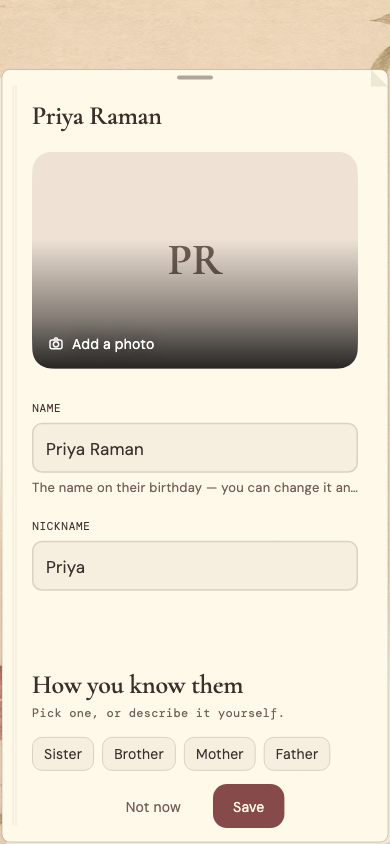 Priya Raman
PR
Add a photo
NAME
Priya Raman
The name on their birthday — you can change it an…
NICKNAME
Priya
How you know them
Pick one, or describe it yourself.
Sister Brother Mother Father
Not now Save